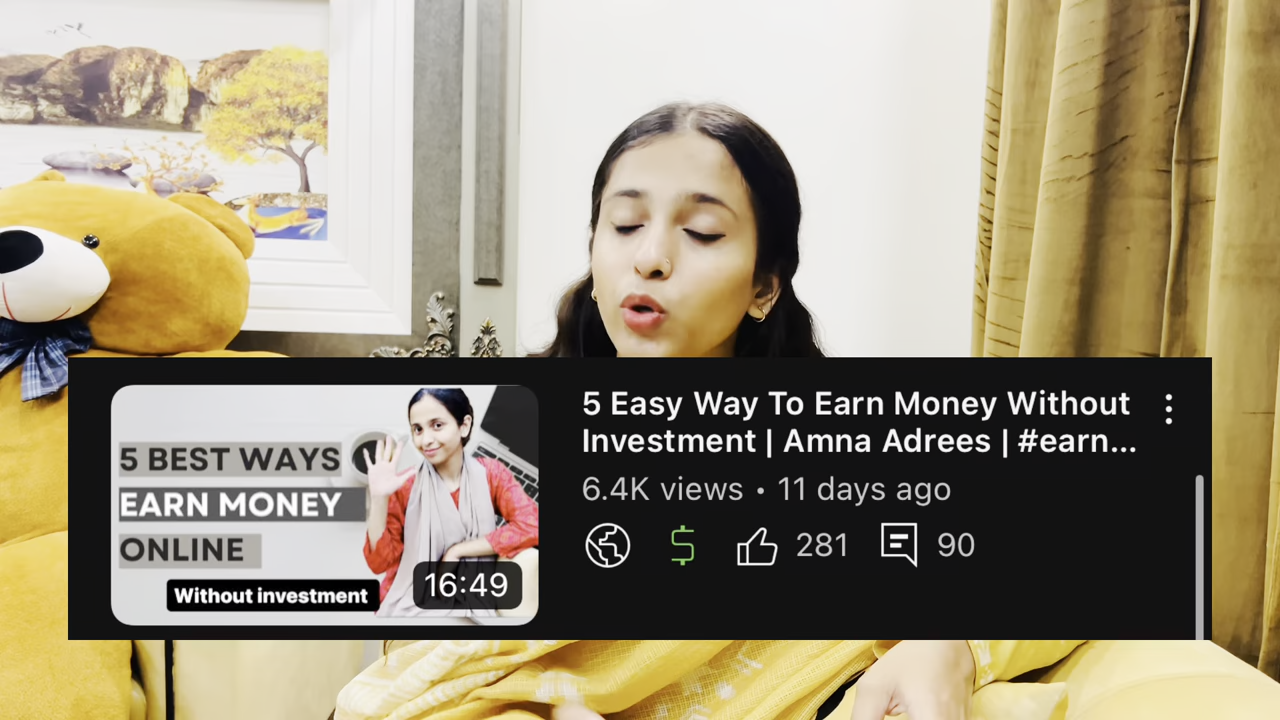 5 BEST WAYS
EARN MONEY
ONLINE
Without investment
16:49
5 Easy Way To Earn Money Without
Investment | Amna Adrees | #earn...
6.4K views • 11 days ago
281
90